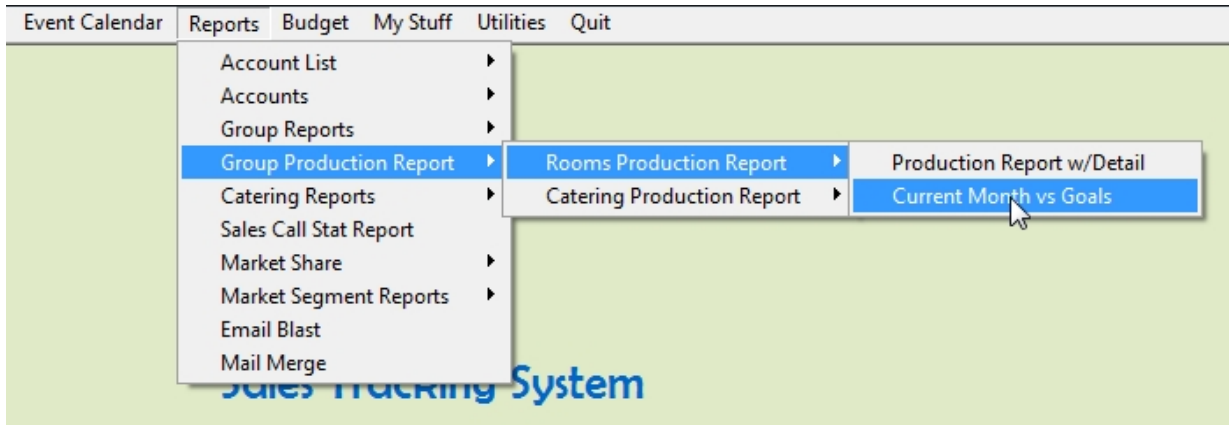 Event Calendar Reports Budget My Stuff Utilities Quit
Account List
Accounts
Group Reports
Group Production Report
Catering Reports
Sales Call Stat Report
Market Share
Market Segment Reports
Email Blast
Mail Merge
Rooms Production Report
Catering Production Report
Production Report w/Detail
Current Month vs Goals
Sales Tracking System